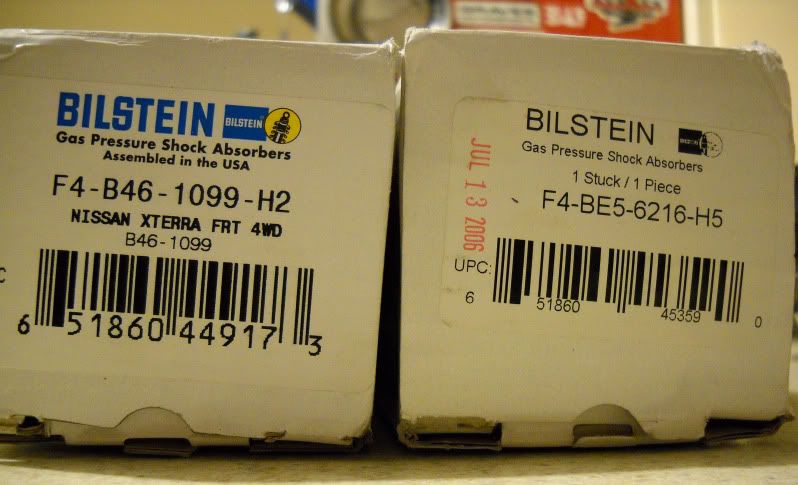 BILSTEIN BILSTEIN
Gas Pressure Shock Absorbers
Assembled in the USA
F4-B46-1099-H2
NISSAN XTERRA FRT 4WD
B46-1099
C
6 51860 44917 3
BILSTEIN
Gas Pressure Shock Absorbers
1 Stuck / 1 Piece
F4-BE5-6216-H5
JUL 13 2006
UPC:
6 51860 45359 0